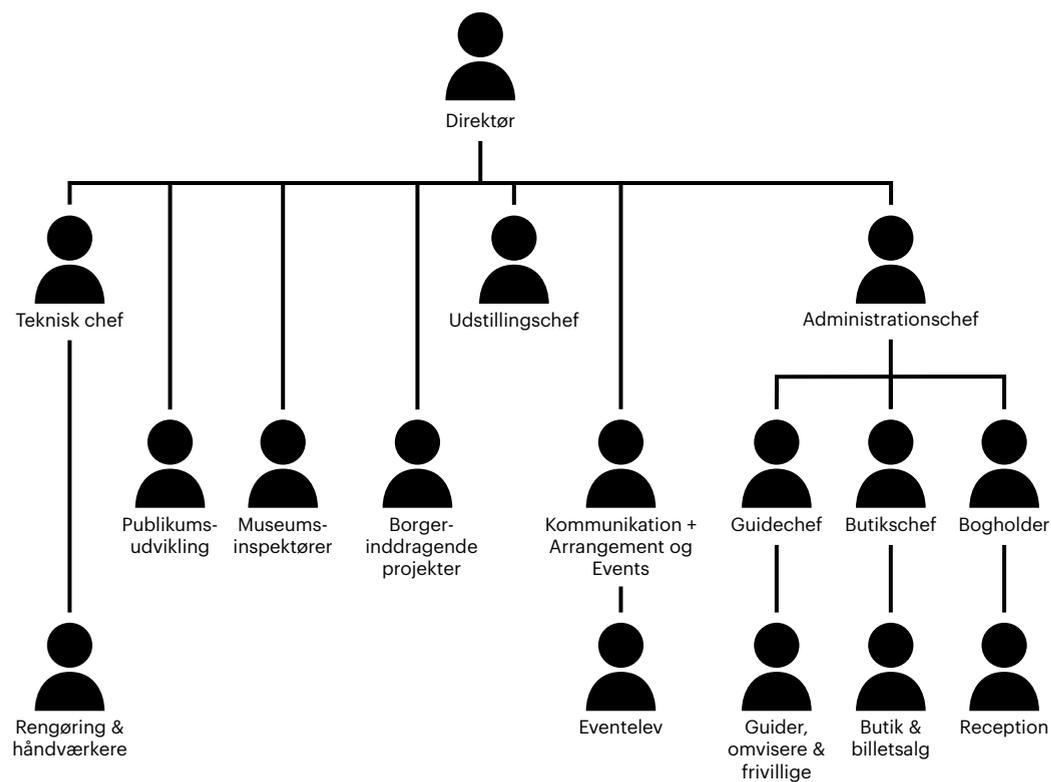 Direktør
Teknisk chef
Udstillingschef
Administrationschef
Publikums-
udvikling
Museums-
inspektører
Borger-
inddragende
projekter
Kommunikation +
Arrangement og
Events
Guidechef
Butikschef
Bogholder
Rengøring &
håndværkere
Eventelev
Guider,
omvisere &
frivillige
Butik &
billetsalg
Reception